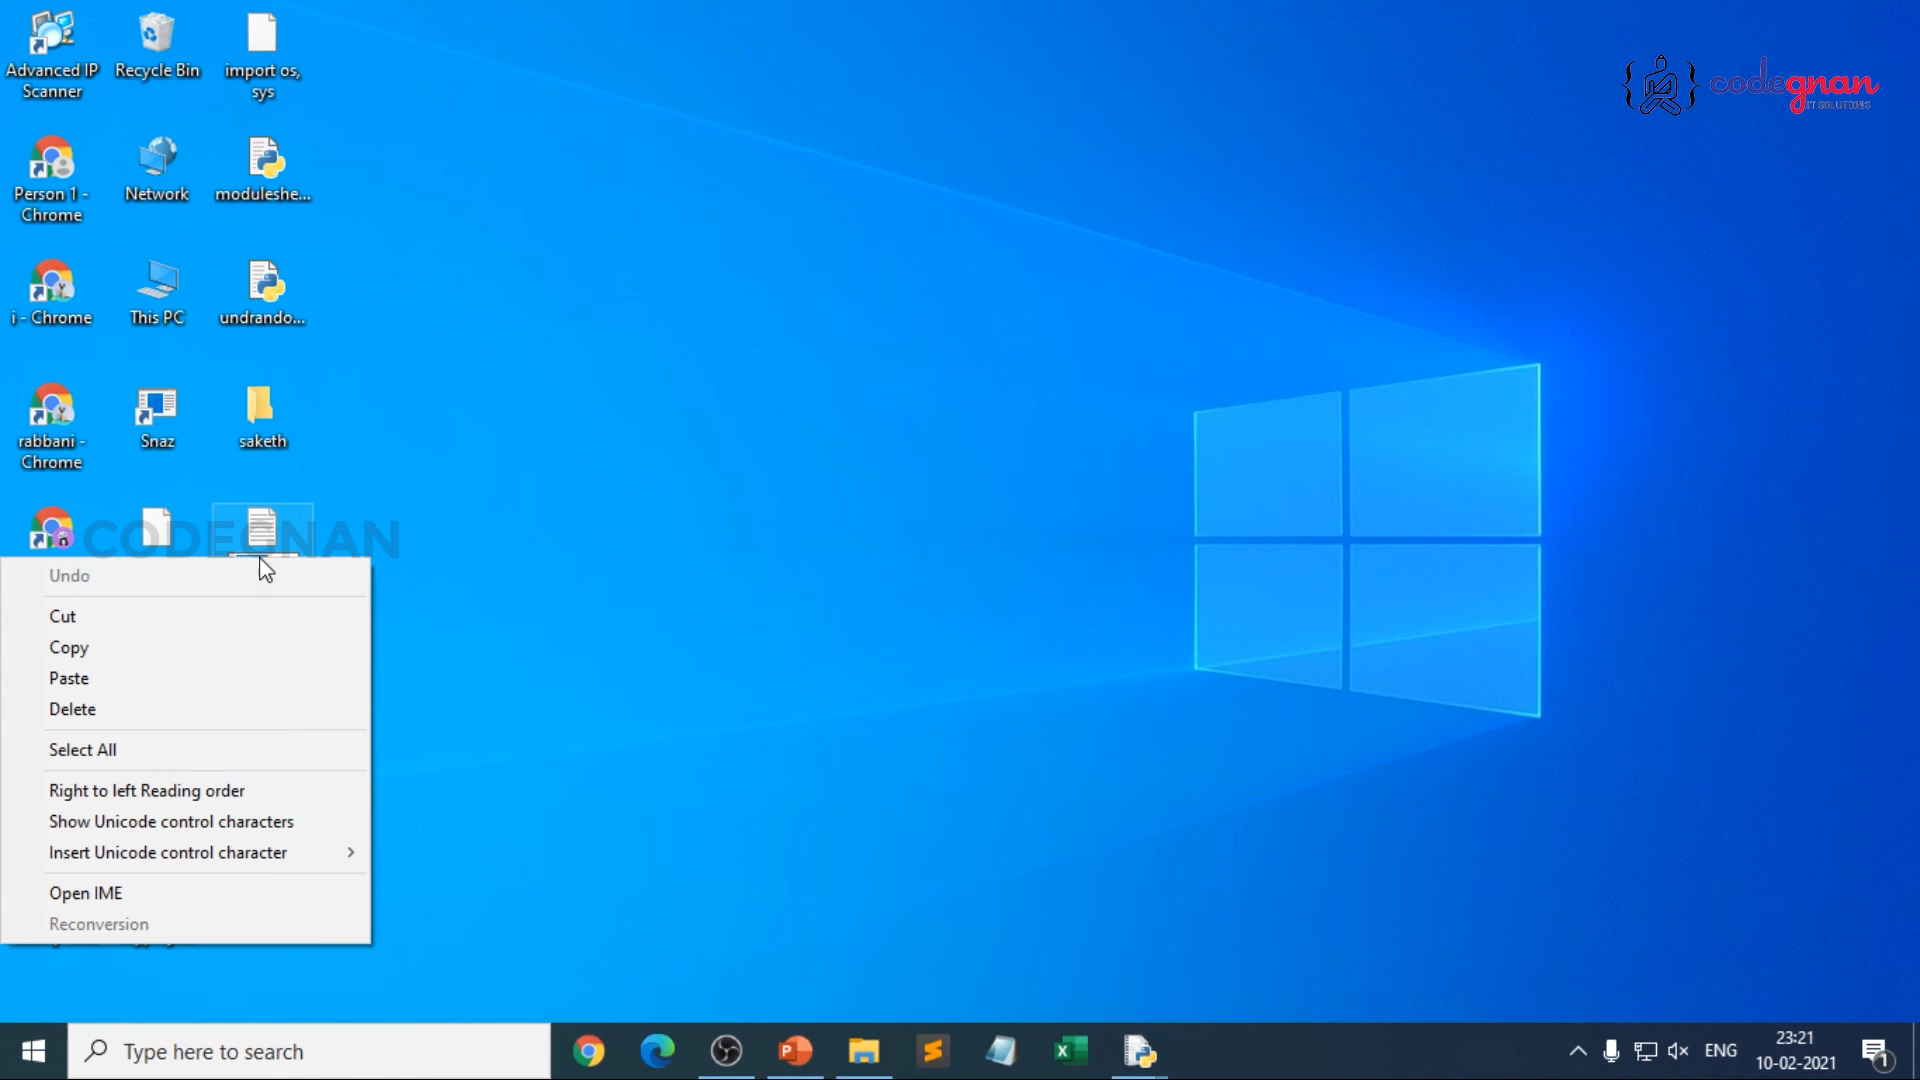 Advanced IP
Scanner
Recycle Bin
import os,
sys
codegnan
IT SOLUTIONS
Person 1 -
Chrome
Network
moduleshe...
i - Chrome
This PC
undrando...
rabbani -
Chrome
Snaz
saketh
CODEGNAN
Undo
Cut
Copy
Paste
Delete
Select All
Right to left Reading order
Show Unicode control characters
Insert Unicode control character
Open IME
Reconversion
Type here to search
ENG
23:21
10-02-2021
1